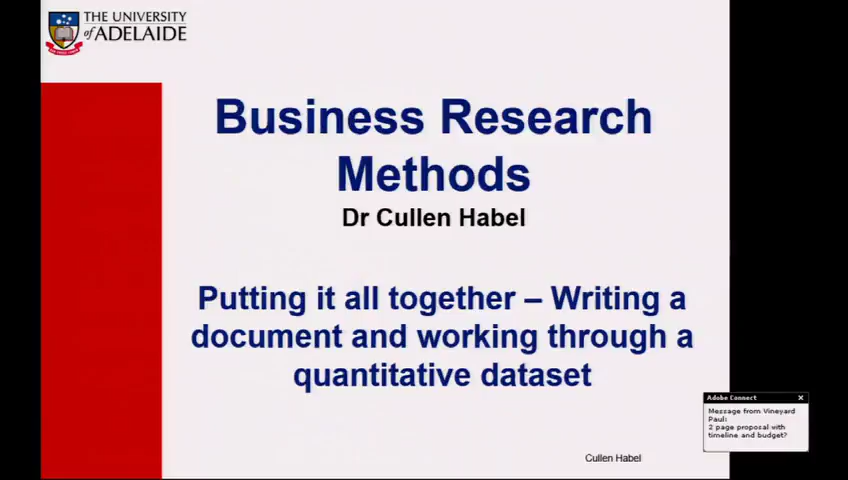 THE UNIVERSITY
of ADELAIDE
Business Research
Methods
Dr Cullen Habel
Putting it all together – Writing a
document and working through a
quantitative dataset
Adobe Connect
Message from Vineyard
Paul:
2 page proposal with
timeline and budget?
Cullen Habel